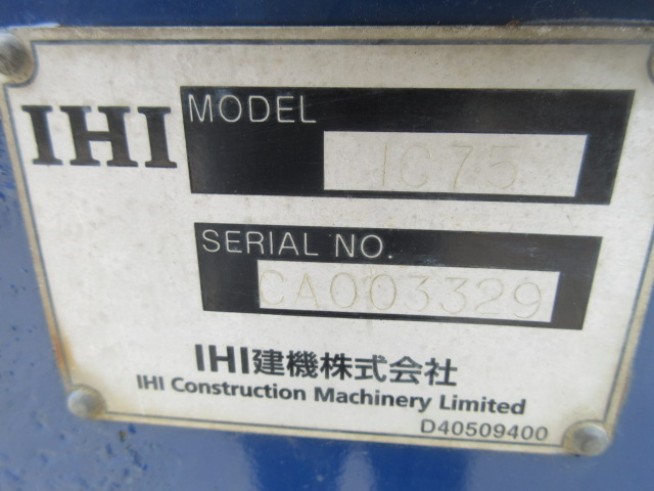 IHI
MODEL
IC75
SERIAL NO.
CA003329
IHI建機株式会社
IHI Construction Machinery Limited
D40509400